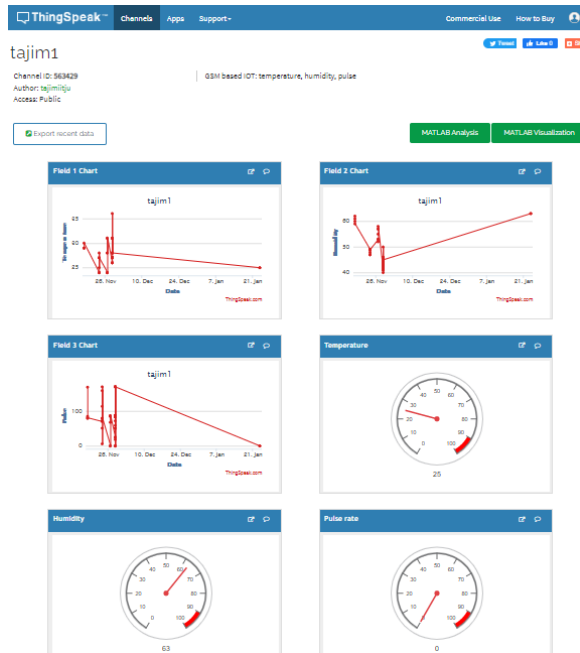 ThingSpeak™ Channels Apps Support Commercial Use How to Buy
tajim1
Tweet Like 0
Channel ID: 563429
GSM based IOT: temperature, humidity, pulse
Author: tajimiitju
Access: Public
Export recent data
MATLAB Analysis MATLAB Visualization
Field 1 Chart
tajim1
Temperature
25
28. Nov 10. Dec 24. Dec 7. Jan 21. Jan
Date
ThingSpeak.com
Field 2 Chart
tajim1
Humidity
60
50
40
28. Nov 10. Dec 24. Dec 7. Jan 21. Jan
Date
ThingSpeak.com
Field 3 Chart
tajim1
Pulse
100
0
28. Nov 10. Dec 24. Dec 7. Jan 21. Jan
Date
ThingSpeak.com
Temperature
0 10 20 30 40 50 60 70 80 90 100
25
Humidity
0 10 20 30 40 50 60 70 80 90 100
63
Pulse rate
0 10 20 30 40 50 60 70 80 90 100
0